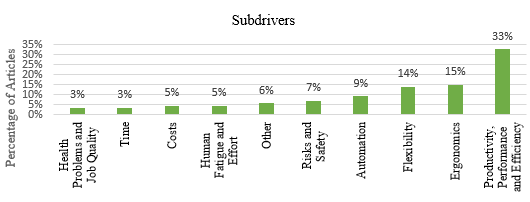 Subdrivers
Percentage of Articles
35%
30%
25%
20%
15%
10%
5%
0%
3%
3%
5%
5%
6%
7%
9%
14%
15%
33%
Health
Problems and
Job Quality
Time
Costs
Human
Fatigue and
Effort
Other
Risks and
Safety
Automation
Flexibility
Ergonomics
Productivity,
Performance
and Efficiency